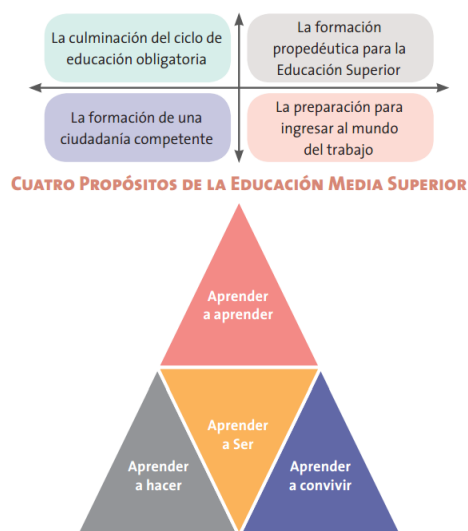 La culminación del ciclo de
educación obligatoria
La formación
propedéutica para la
Educación Superior
La formación de una
ciudadanía competente
La preparación para
ingresar al mundo
del trabajo
Cuatro Propósitos de la Educación Media Superior
Aprender
a aprender
Aprender
a Ser
Aprender
a hacer
Aprender
a convivir